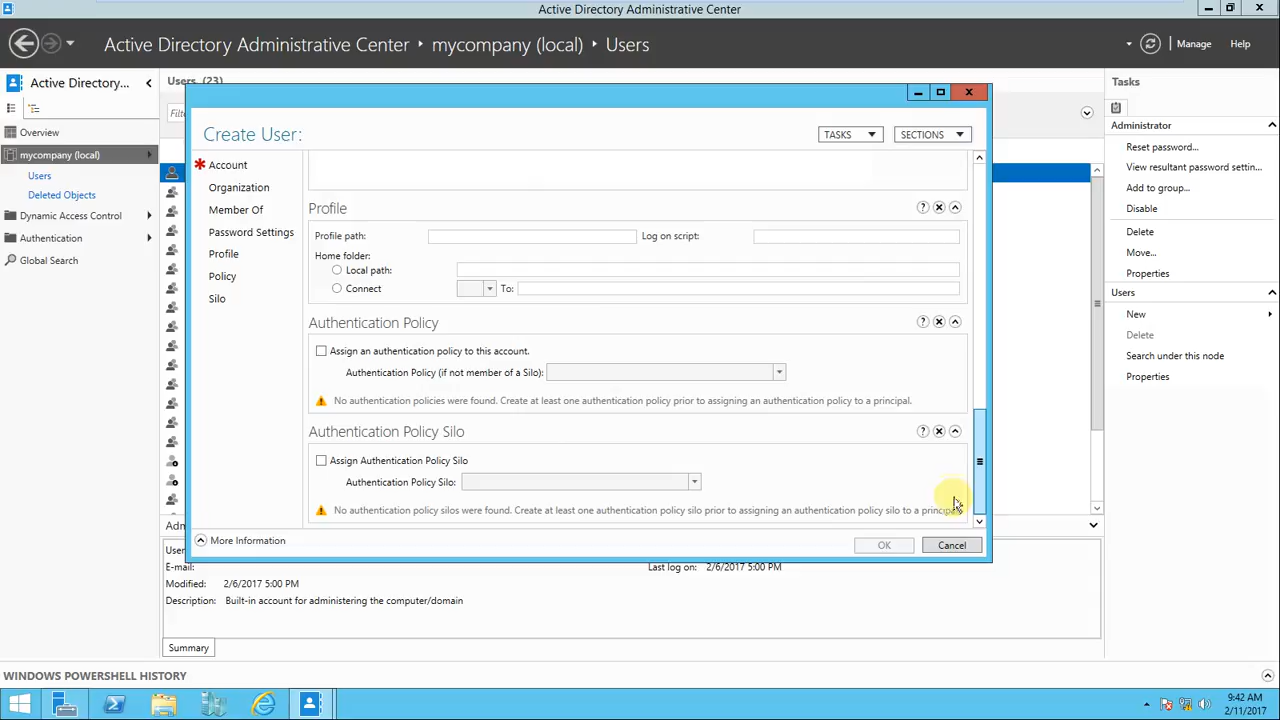 Active Directory Administrative Center
Active Directory Administrative Center • mycompany (local) • Users
Manage
Help
Active Directory...
Overview
mycompany (local)
Users
Deleted Objects
Dynamic Access Control
Authentication
Global Search
Users (23)
Create User:
TASKS
SECTIONS
Account
Organization
Member Of
Password Settings
Profile
Policy
Silo
Profile
Profile path:
Log on script:
Home folder:
Local path:
Connect
To:
Authentication Policy
Assign an authentication policy to this account.
Authentication Policy (if not member of a Silo):
No authentication policies were found. Create at least one authentication policy prior to assigning an authentication policy to a principal.
Authentication Policy Silo
Assign Authentication Policy Silo
Authentication Policy Silo:
No authentication policy silos were found. Create at least one authentication policy silo prior to assigning an authentication policy silo to a principal.
More Information
OK
Cancel
E-mail:
Last log on: 2/6/2017 5:00 PM
Modified: 2/6/2017 5:00 PM
Description: Built-in account for administering the computer/domain
Summary
Tasks
Administrator
Reset password...
View resultant password settin...
Add to group...
Disable
Delete
Move...
Properties
Users
New
Delete
Search under this node
Properties
WINDOWS POWERSHELL HISTORY
9:42 AM
2/11/2017